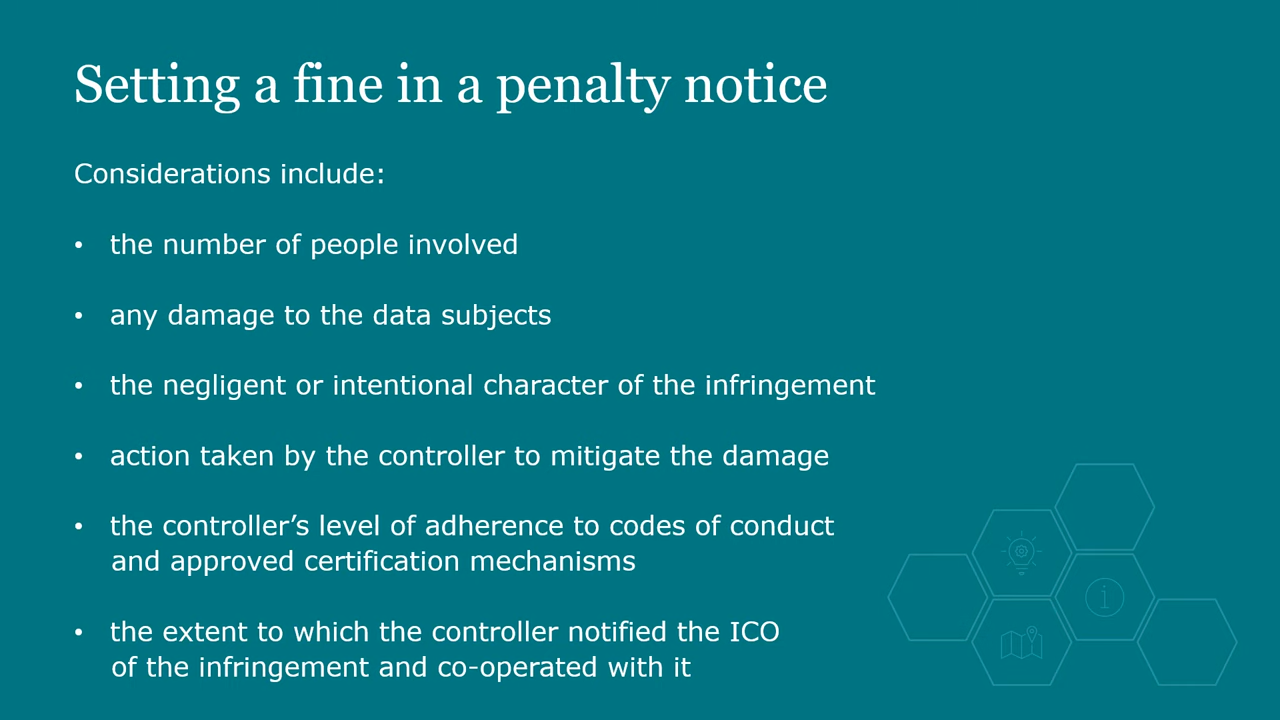 Setting a fine in a penalty notice
Considerations include:
• the number of people involved
• any damage to the data subjects
• the negligent or intentional character of the infringement
• action taken by the controller to mitigate the damage
• the controller’s level of adherence to codes of conduct
and approved certification mechanisms
• the extent to which the controller notified the ICO
of the infringement and co-operated with it
i